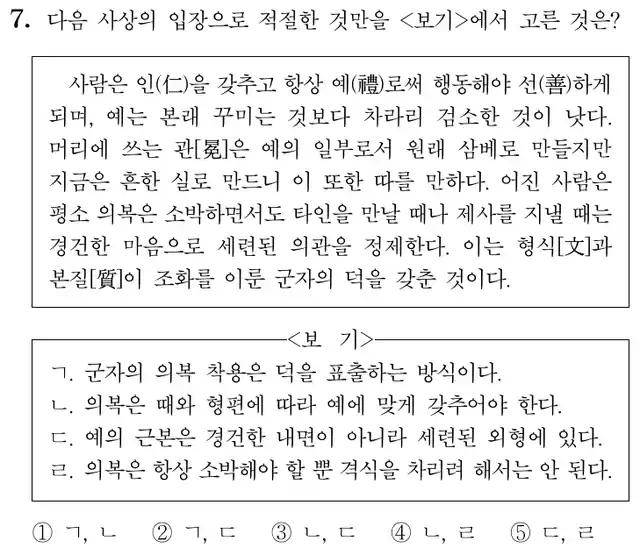 7. 다음 사상의 입장으로 적절한 것만을 <보기>에서 고른 것은?
사람은 인(仁)을 갖추고 항상 예(禮)로써 행동해야 선(善)하게
되며, 예는 본래 꾸미는 것보다 차라리 검소한 것이 낫다.
머리에 쓰는 관[冕]은 예의 일부로서 원래 삼베로 만들지만
지금은 흔한 실로 만드니 이 또한 따를 만하다. 어진 사람은
평소 의복은 소박하면서도 타인을 만날 때나 제사를 지낼 때는
경건한 마음으로 세련된 의관을 정제한다. 이는 형식[文]과
본질[質]이 조화를 이룬 군자의 덕을 갖춘 것이다.
<보 기>
ㄱ. 군자의 의복 착용은 덕을 표출하는 방식이다.
ㄴ. 의복은 때와 형편에 따라 예에 맞게 갖추어야 한다.
ㄷ. 예의 근본은 경건한 내면이 아니라 세련된 외형에 있다.
ㄹ. 의복은 항상 소박해야 할 뿐 격식을 차리려 해서는 안 된다.
① ㄱ, ㄴ ② ㄱ, ㄷ ③ ㄴ, ㄷ ④ ㄴ, ㄹ ⑤ ㄷ, ㄹ